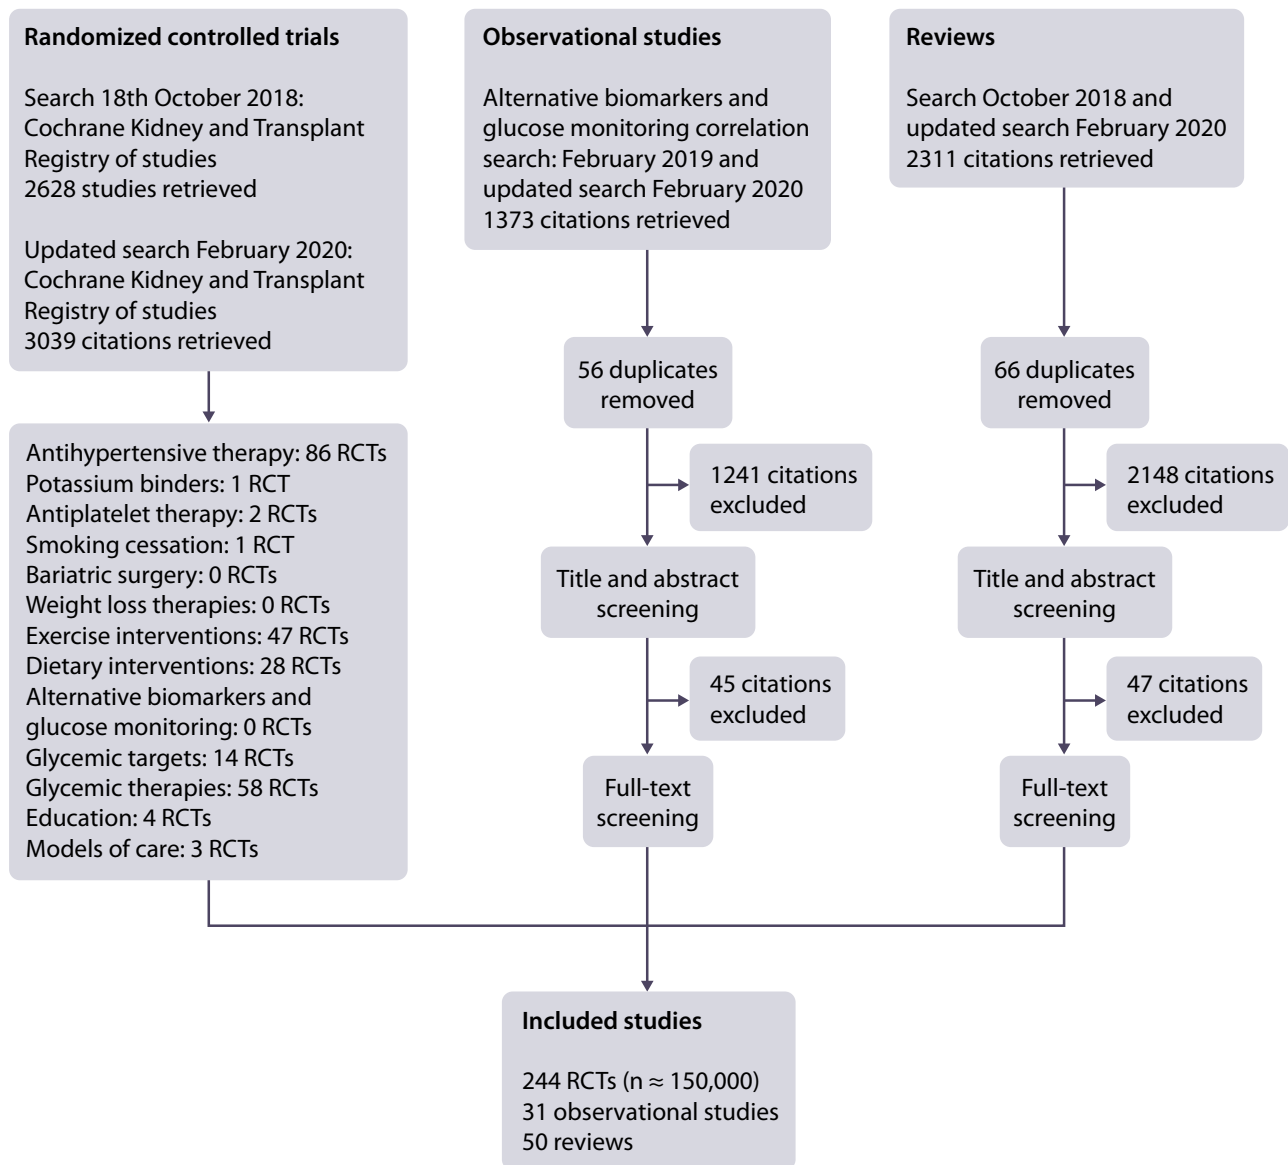 Randomized controlled trials
Search 18th October 2018:
Cochrane Kidney and Transplant
Registry of studies
2628 studies retrieved
Updated search February 2020:
Cochrane Kidney and Transplant
Registry of studies
3039 citations retrieved
Antihypertensive therapy: 86 RCTs
Potassium binders: 1 RCT
Antiplatelet therapy: 2 RCTs
Smoking cessation: 1 RCT
Bariatric surgery: 0 RCTs
Weight loss therapies: 0 RCTs
Exercise interventions: 47 RCTs
Dietary interventions: 28 RCTs
Alternative biomarkers and
glucose monitoring: 0 RCTs
Glycemic targets: 14 RCTs
Glycemic therapies: 58 RCTs
Education: 4 RCTs
Models of care: 3 RCTs
Observational studies
Alternative biomarkers and
glucose monitoring correlation
search: February 2019 and
updated search February 2020
1373 citations retrieved
56 duplicates
removed
1241 citations
excluded
Title and abstract
screening
45 citations
excluded
Full-text
screening
Reviews
Search October 2018 and
updated search February 2020
2311 citations retrieved
66 duplicates
removed
2148 citations
excluded
Title and abstract
screening
47 citations
excluded
Full-text
screening
Included studies
244 RCTs (n ≈ 150,000)
31 observational studies
50 reviews